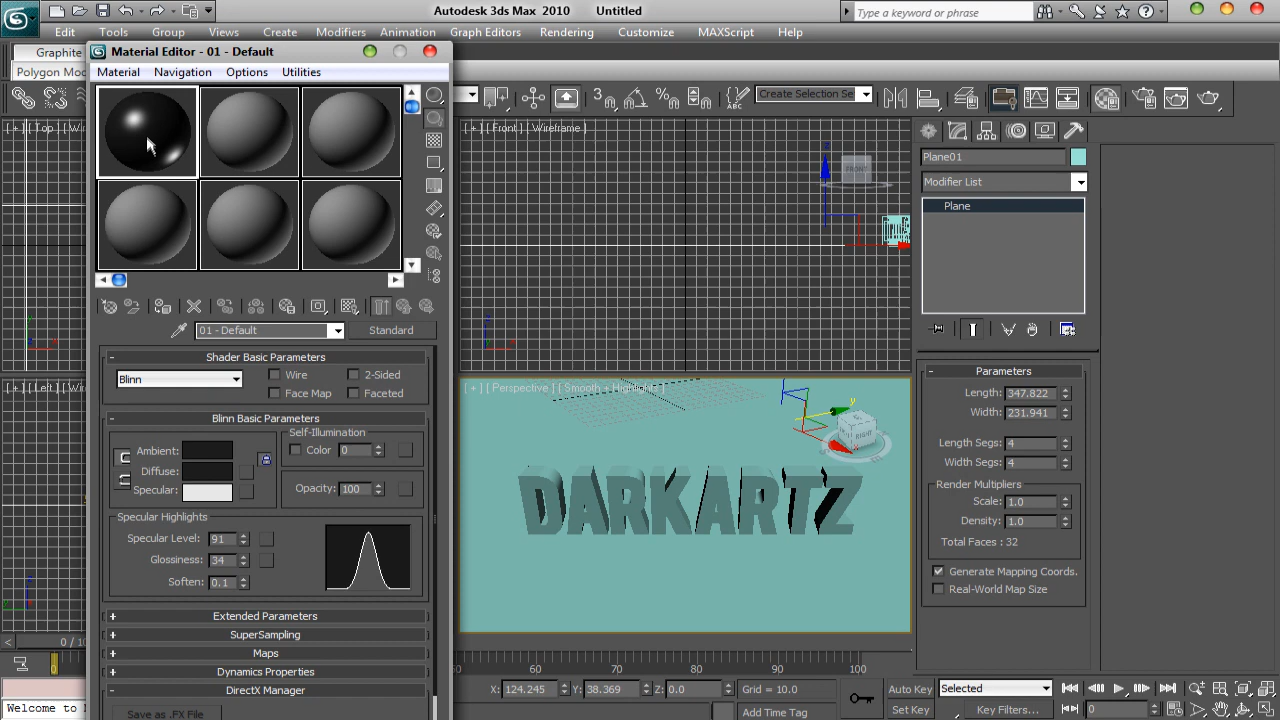 Autodesk 3ds Max 2010 Untitled
Type a keyword or phrase
Edit Tools Group Views Create Modifiers Animation Graph Editors Rendering Customize MAXScript Help
Graphite
Polygon Mod
Material Editor - 01 - Default
Material Navigation Options Utilities
Create Selection Se
[ + ] [ Top ] [ Wir
[ + ] [ Front ] [ Wireframe ]
FRONT
Plane01
Modifier List
Plane
01 - Default
Standard
Shader Basic Parameters
Blinn
Wire
2-Sided
Face Map
Faceted
Blinn Basic Parameters
Self-Illumination
Ambient:
Color 0
Diffuse:
Specular:
Opacity: 100
Specular Highlights
Specular Level: 91
Glossiness: 34
Soften: 0.1
Extended Parameters
SuperSampling
Maps
Dynamics Properties
DirectX Manager
Save as .FX File
[ + ] [ Left ] [ Wi
[ + ] [ Perspective ] [ Smooth + Highlights ]
RIGHT
DARKARTZ
Parameters
Length: 347.822
Width: 231.941
Length Segs: 4
Width Segs: 4
Render Multipliers
Scale: 1.0
Density: 1.0
Total Faces : 32
Generate Mapping Coords.
Real-World Map Size
0 / 10
50 60 70 80 90 100
X: 124.245 Y: 38.369 Z: 0.0 Grid = 10.0
Auto Key Selected
Welcome to M
Add Time Tag
Set Key Key Filters... 0